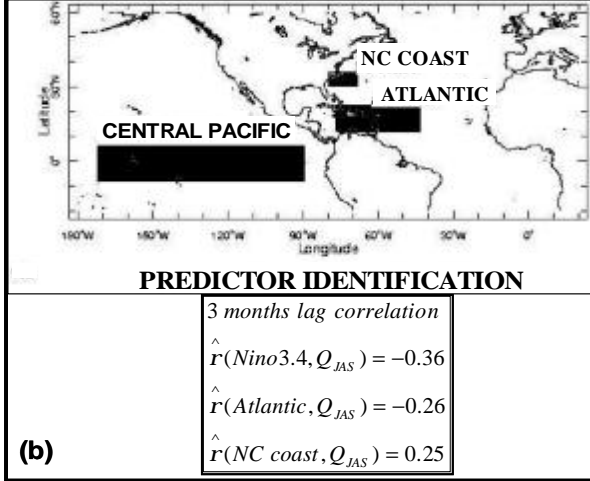 60°N
NC COAST
30°N
ATLANTIC
Latitude
CENTRAL PACIFIC
0°
180°W 150°W 120°W 90°W 60°W 30°W 0°
Longitude
PREDICTOR IDENTIFICATION
3 months lag correlation
r̂(Nino3.4, Q_JAS) = −0.36
r̂(Atlantic, Q_JAS) = −0.26
r̂(NC coast, Q_JAS) = 0.25
(b)